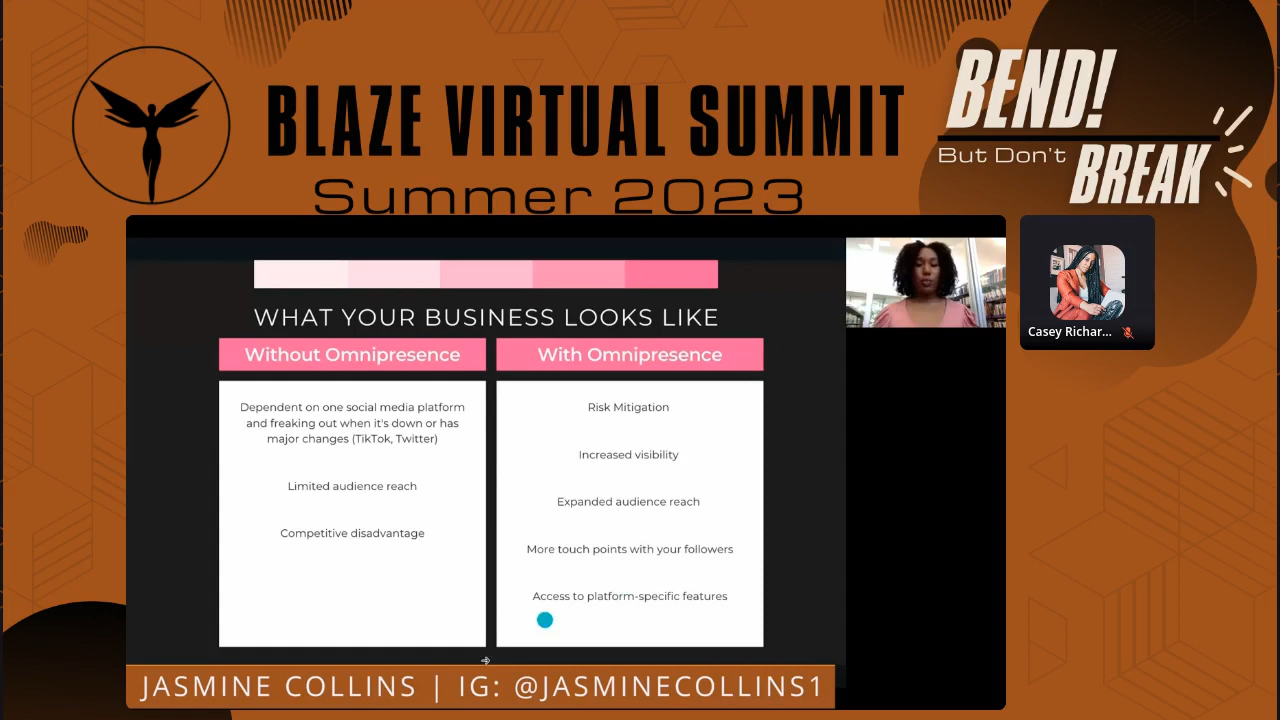 BLAZE VIRTUAL SUMMIT
Summer 2023
BEND!
But Don't
BREAK
WHAT YOUR BUSINESS LOOKS LIKE
Without Omnipresence
Dependent on one social media platform
and freaking out when it's down or has
major changes (TikTok, Twitter)
Limited audience reach
Competitive disadvantage
With Omnipresence
Risk Mitigation
Increased visibility
Expanded audience reach
More touch points with your followers
Access to platform-specific features
Casey Richar...
JASMINE COLLINS | IG: @JASMINECOLLINS1